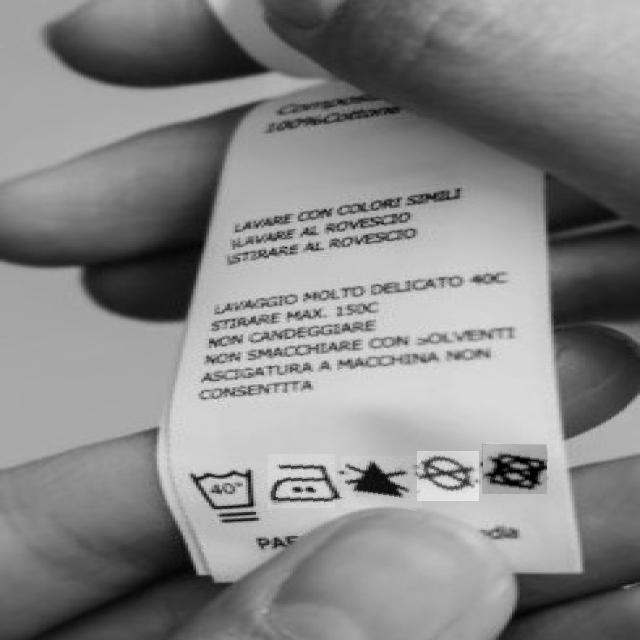 100%Cotone
LAVARE CON COLORI SIMILI
LAVARE AL ROVESCIO
STIRARE AL ROVESCIO
LAVAGGIO MOLTO DELICATO 40C
STIRARE MAX. 150C
NON CANDEGGIARE
NON SMACCHIARE CON SOLVENTI
ASCIGATURA A MACCHINA NON
CONSENTITA
40°